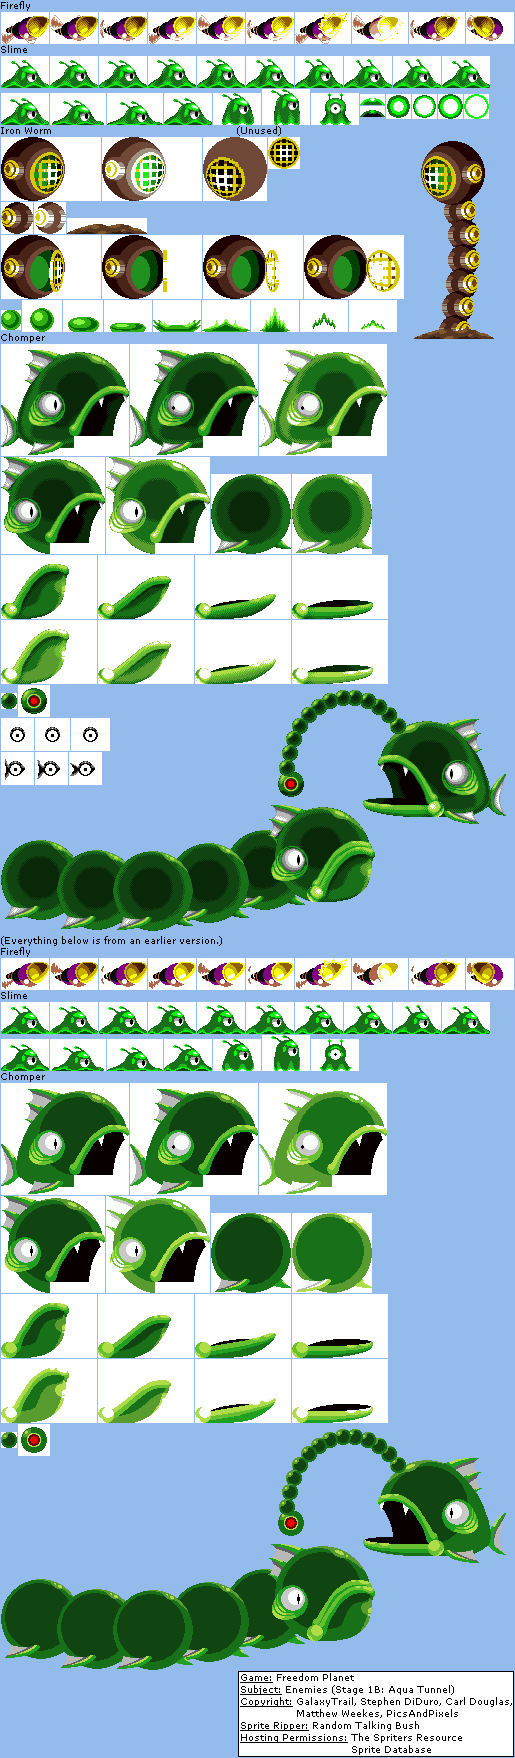 Firefly
Slime
Iron Worm
(Unused)
Chomper
(Everything below is from an earlier version.)
Firefly
Slime
Chomper
Game: Freedom Planet
Subject: Enemies (Stage 1B: Aqua Tunnel)
Copyright: GalaxyTrail, Stephen DiDuro, Carl Douglas,
Matthew Weekes, PicsAndPixels
Sprite Ripper: Random Talking Bush
Hosting Permissions: The Spriters Resource
Sprite Database